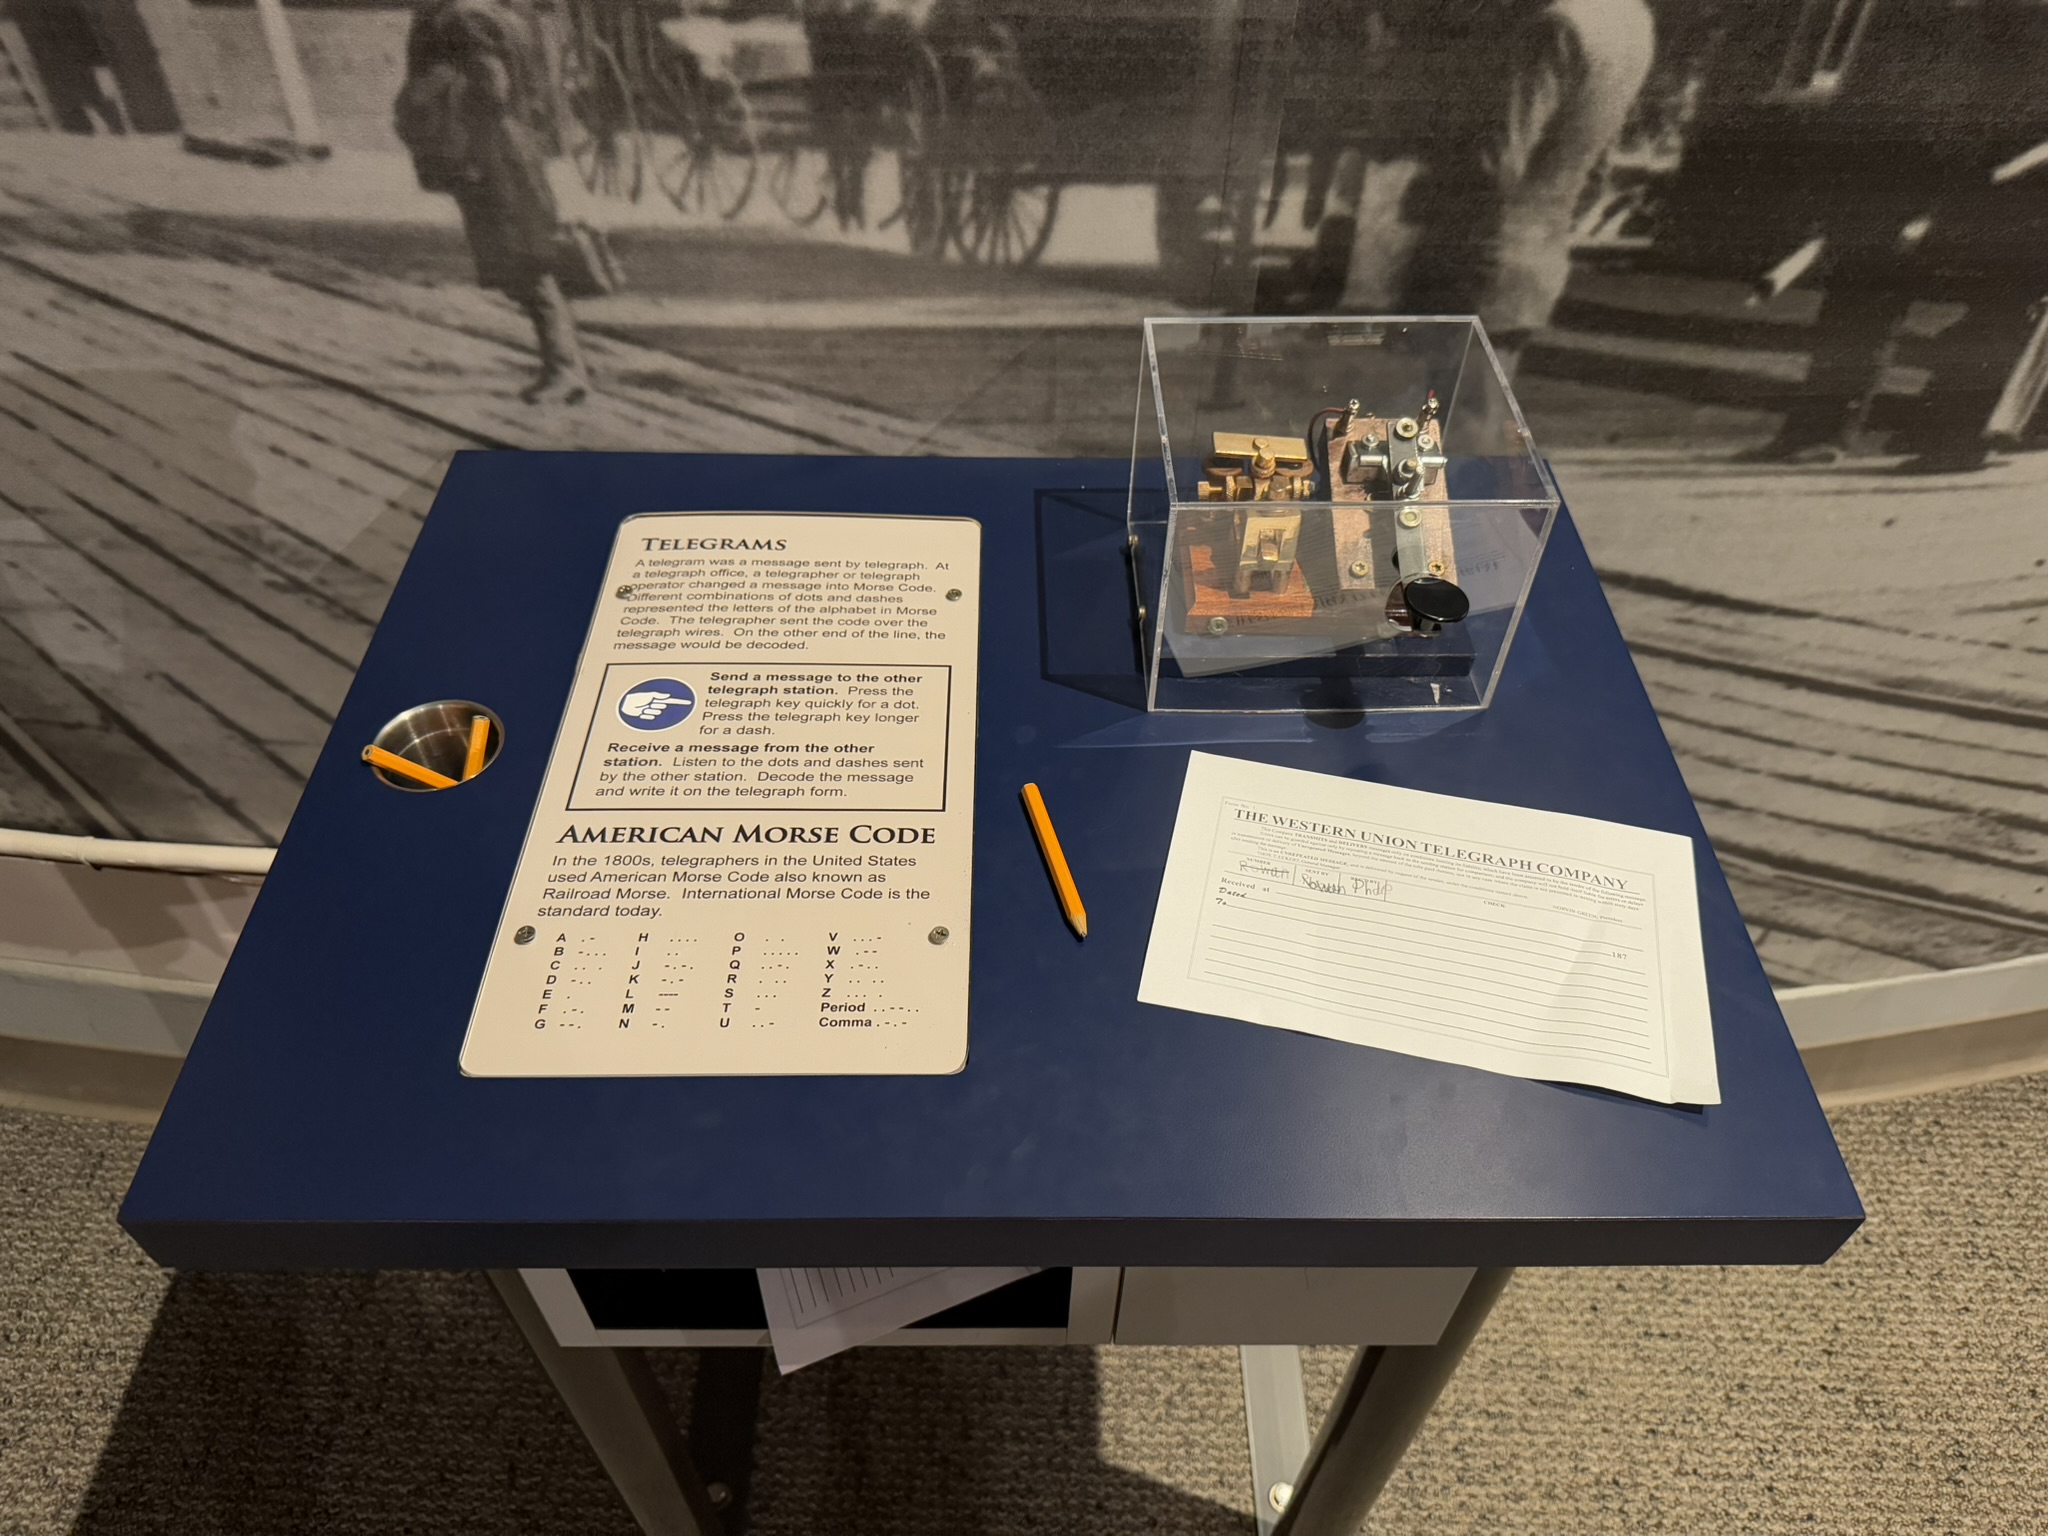 TELEGRAMS
A telegram was a message sent by telegraph. At
a telegraph office, a telegrapher or telegraph
operator changed a message into Morse Code.
Different combinations of dots and dashes
represented the letters of the alphabet in Morse
Code. The telegrapher sent the code over the
telegraph wires. On the other end of the line, the
message would be decoded.
Send a message to the other
telegraph station. Press the
telegraph key quickly for a dot.
Press the telegraph key longer
for a dash.
Receive a message from the other
station. Listen to the dots and dashes sent
by the other station. Decode the message
and write it on the telegraph form.
AMERICAN MORSE CODE
In the 1800s, telegraphers in the United States
used American Morse Code also known as
Railroad Morse. International Morse Code is the
standard today.
A .- H .... O . . V ...-
B -... I .. P ..... W .--
C .. . J -.-. Q ..-. X .-..
D -.. K -.- R . .. Y .. ..
E . L ---- S ... Z ... .
F .-. M -- T - Period ..--..
G --. N -. U ..- Comma .-.-
THE WESTERN UNION TELEGRAPH COMPANY
NUMBER SENT BY
Rowan Rowan
Received at CHECK
Dated
To 187